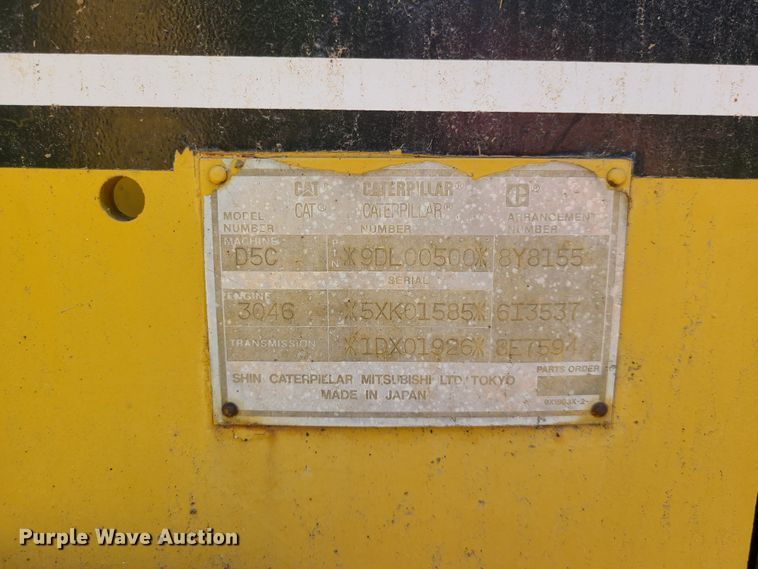 CAT® CATERPILLAR® ®
MODEL NUMBER CAT® CATERPILLAR® NUMBER ARRANGEMENT NUMBER
MACHINE D5C PIN *9DL00500* 8Y8155
SERIAL
ENGINE 3046 *5XK01585* 6I3537
TRANSMISSION *1DX01926* 8E7594
SHIN CATERPILLAR MITSUBISHI LTD TOKYO PARTS ORDER
MADE IN JAPAN
Purple Wave Auction